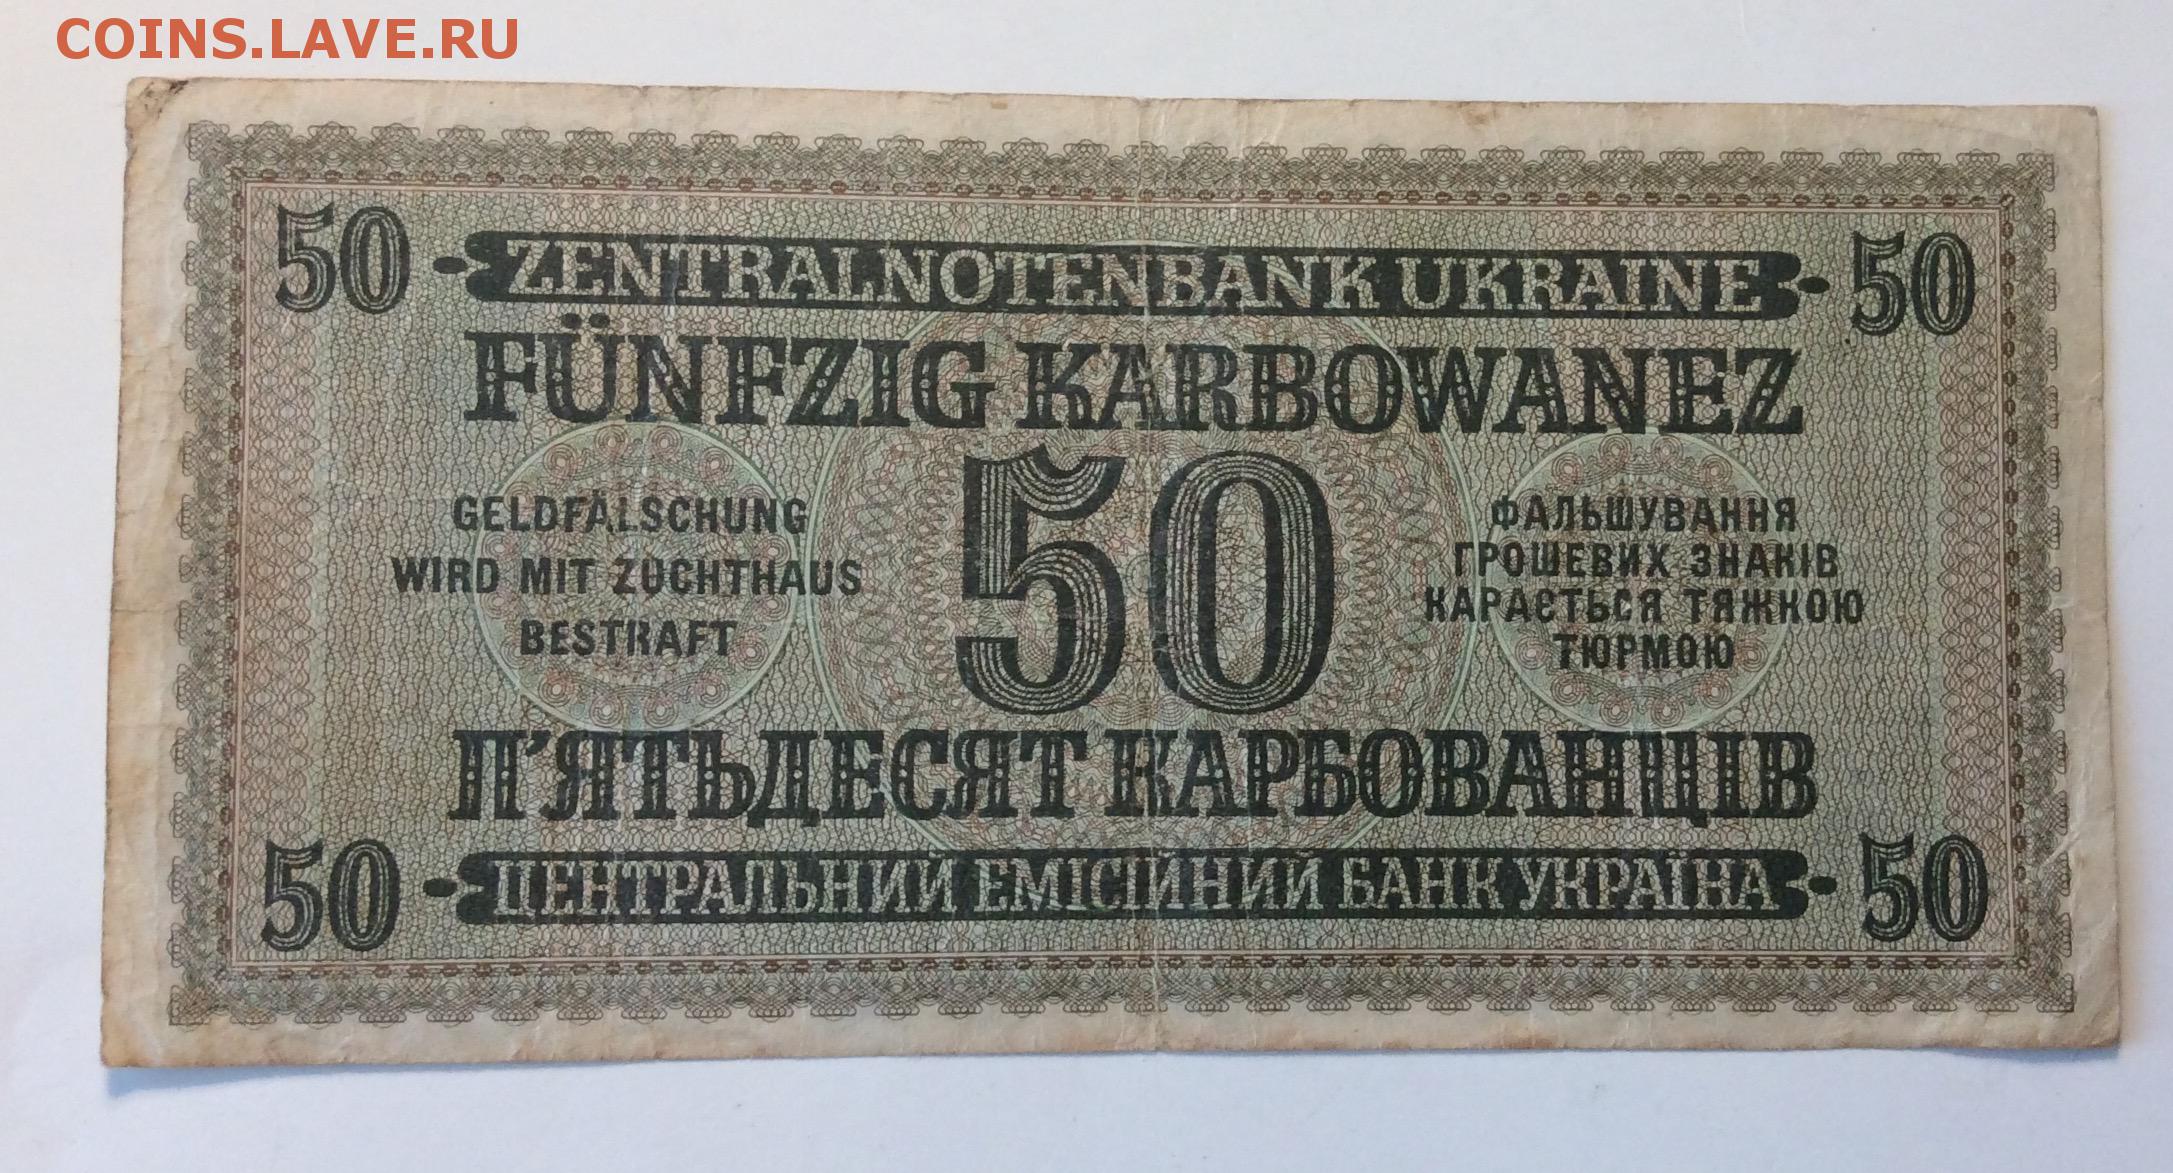 COINS.LAVE.RU
50 ZENTRALNOTENBANK UKRAINE 50
FÜNFZIG KARBOWANEZ
GELDFÄLSCHUNG
WIRD MIT ZUCHTHAUS
BESTRAFT
50
ФАЛЬШУВАННЯ
ГРОШЕВИХ ЗНАКІВ
КАРАЄТЬСЯ ТЯЖКОЮ
ТЮРМОЮ
П'ЯТЬДЕСЯТ КАРБОВАНЦІВ
50 ЦЕНТРАЛЬНИЙ ЕМІСІЙНИЙ БАНК УКРАЇНА 50